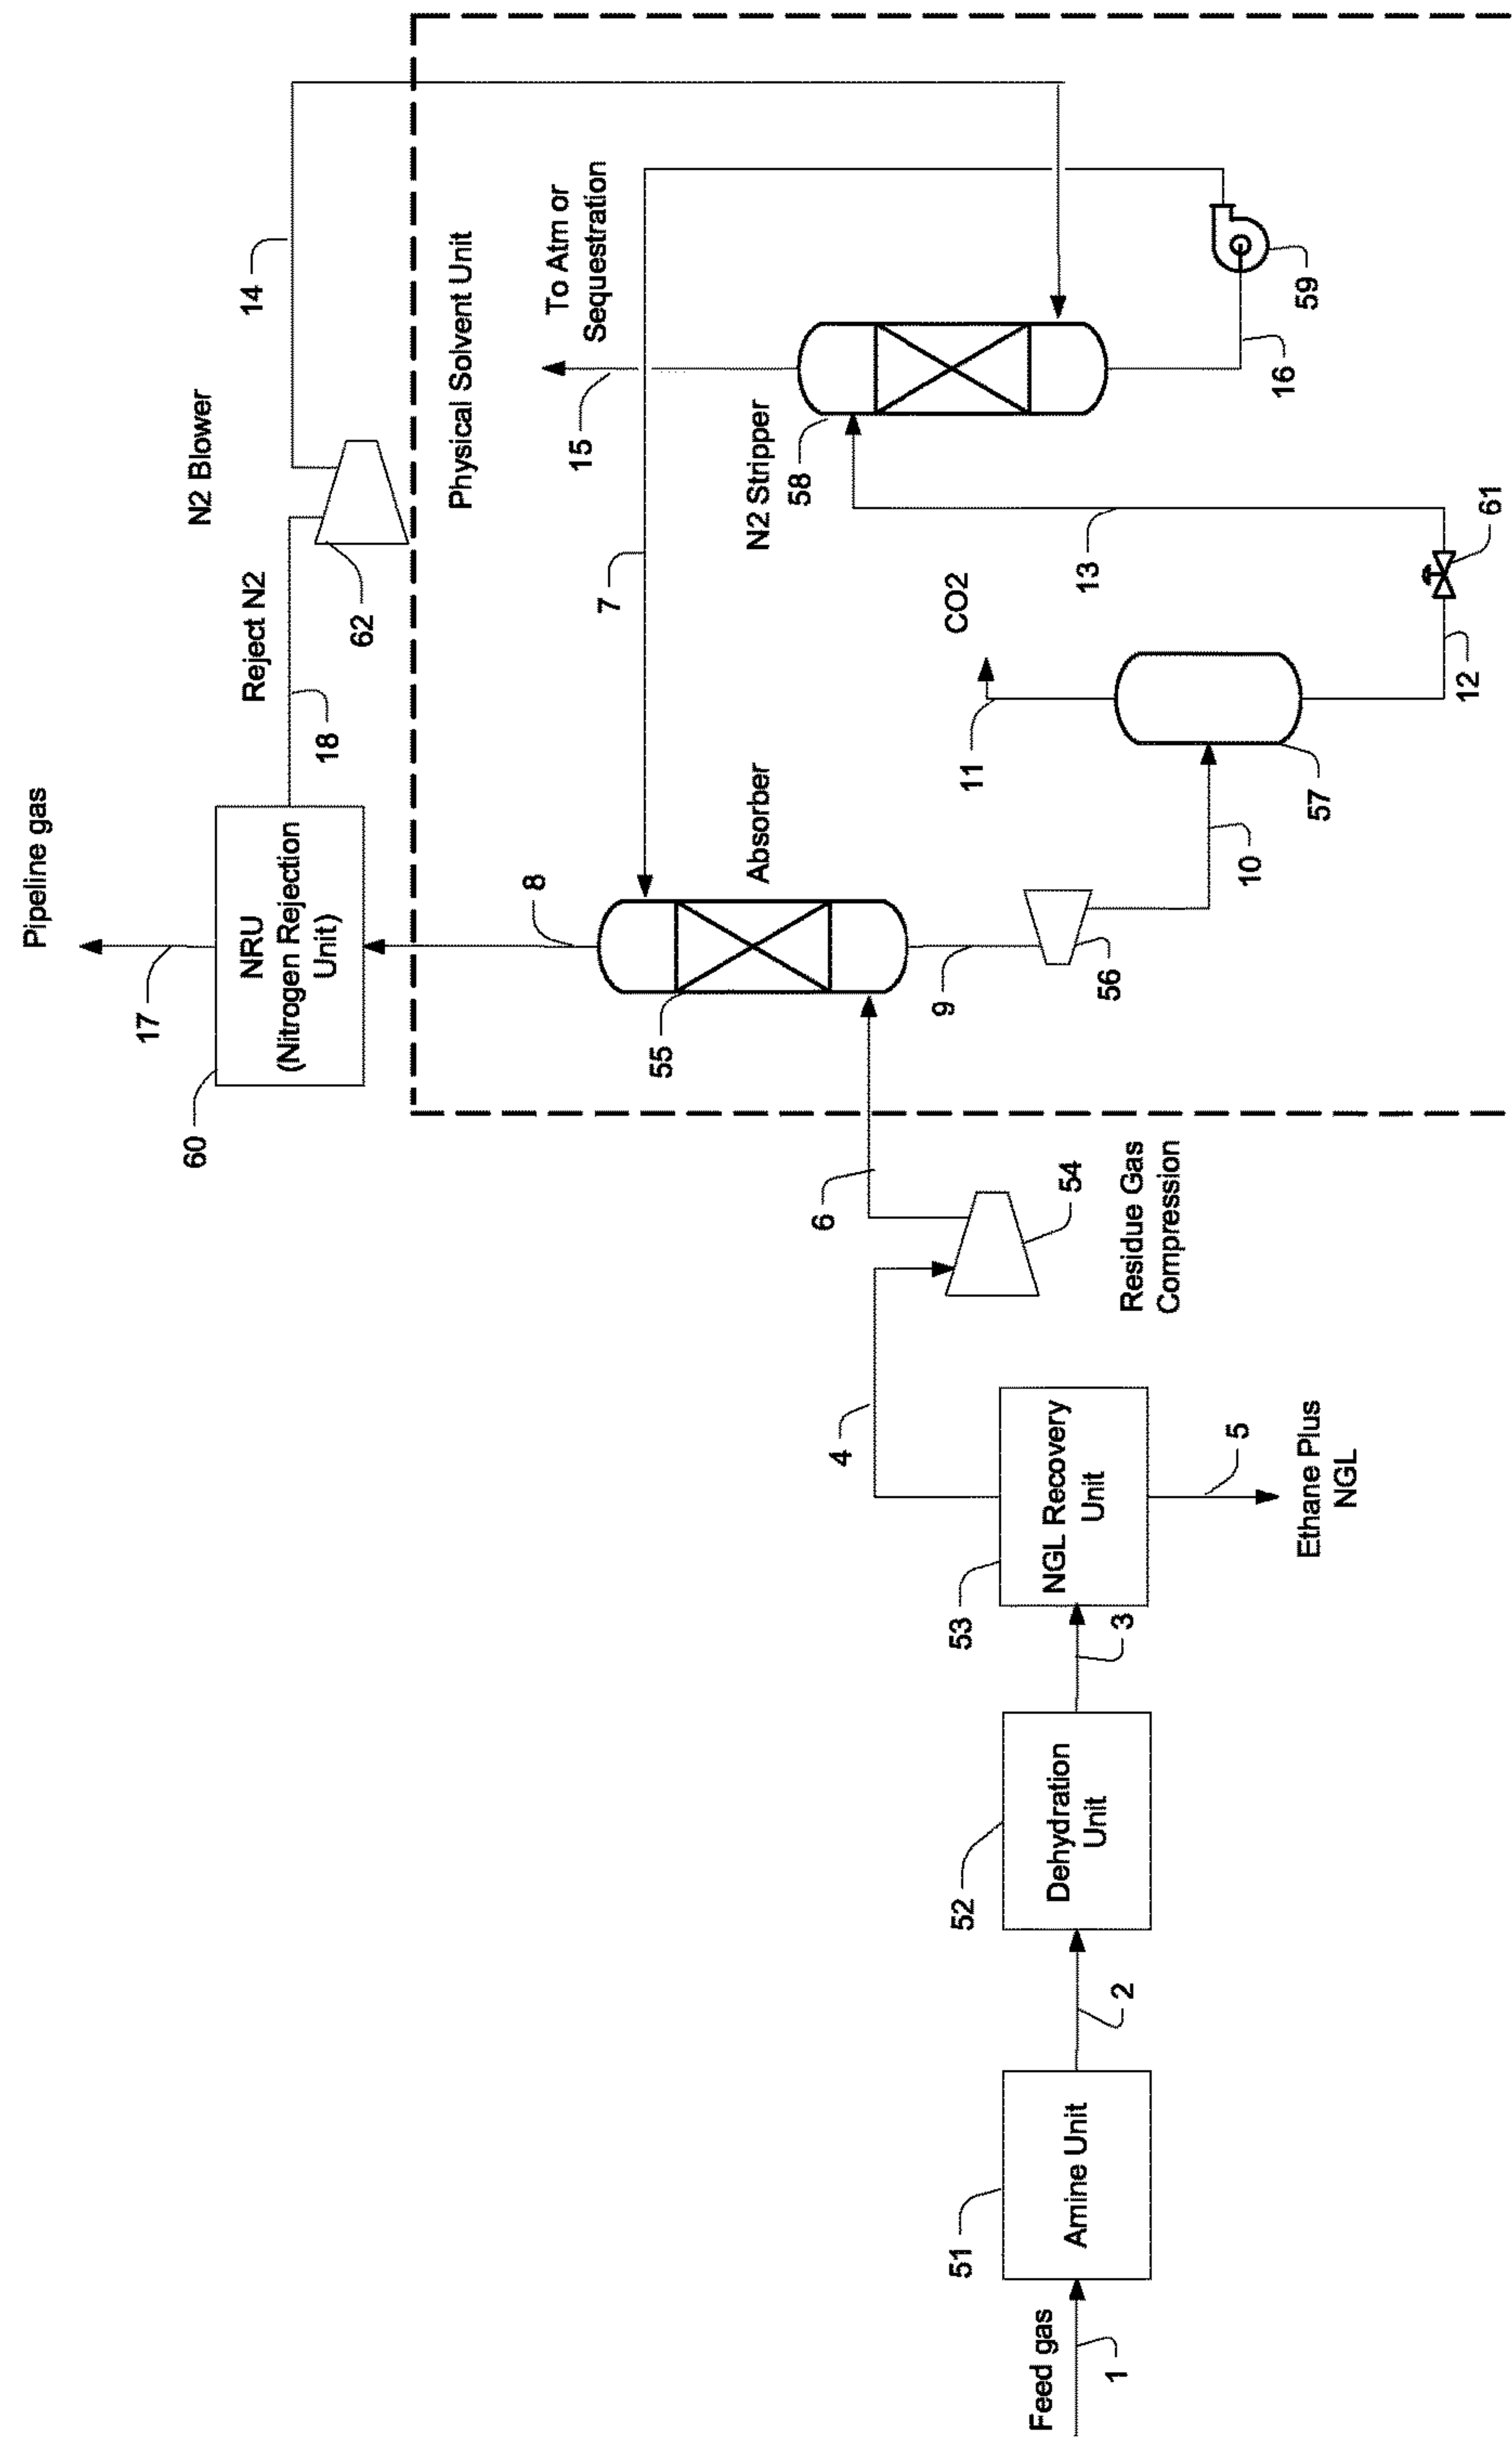 Feed gas
1
51
Amine Unit
2
52
Dehydration
Unit
3
53
NGL Recovery
Unit
4
5
Ethane Plus
NGL
54
Residue Gas
Compression
6
Pipeline gas
17
60
NRU
(Nitrogen Rejection
Unit)
18
Reject N2
62
N2 Blower
14
Physical Solvent Unit
8
7
55
Absorber
9
56
10
57
11
CO2
12
61
13
N2 Stripper
58
15
To Atm or
Sequestration
16
59